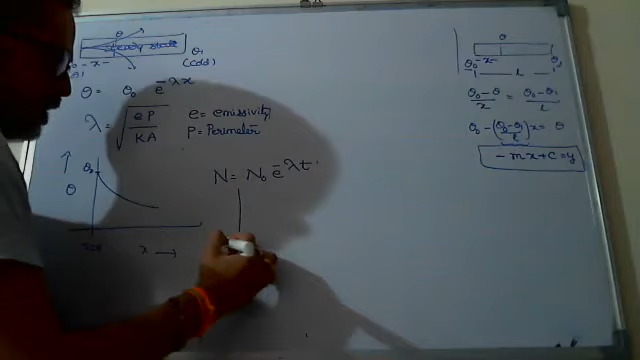 θ
steady state
θ₁
(cold)
θ = θ₀ e^-λx
λ = √(eP/KA) e = emissivity
P = Perimeter
θ₀
θ
x →
N = N₀ e^-λt
θ
θ₀ -x- θ₁
l
(θ₀-θ)/x = (θ₀-θ₁)/l
θ₀ - ((θ₀-θ₁)/l)x = θ
-mx+c=y